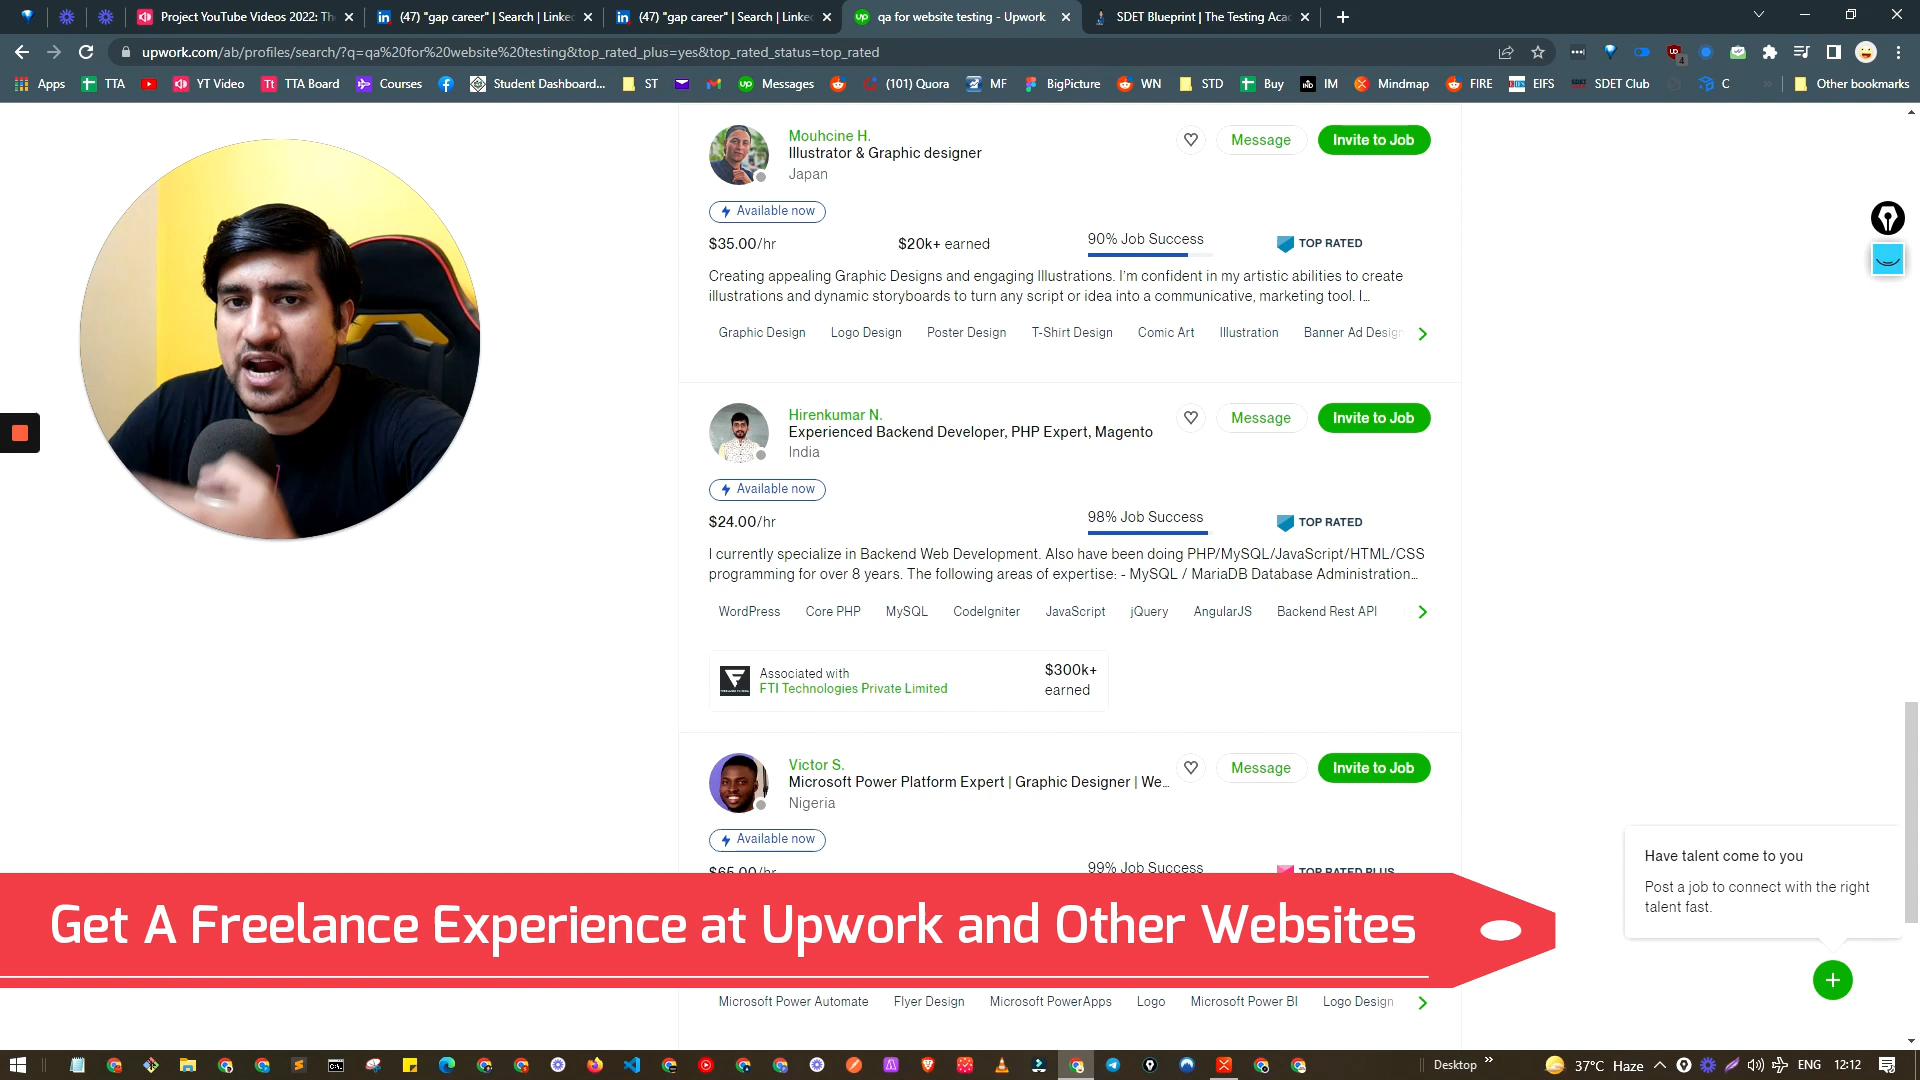 Project YouTube Videos 2022: Th
(47) "gap career" | Search | Linke
(47) "gap career" | Search | Linke
qa for website testing - Upwork
SDET Blueprint | The Testing Aca
upwork.com/ab/profiles/search/?q=qa%20for%20website%20testing&top_rated_plus=yes&top_rated_status=top_rated
Apps TTA YT Video TTA Board Courses Student Dashboard... ST Messages (101) Quora MF BigPicture WN STD Buy IM Mindmap FIRE EIFS SDET Club C Other bookmarks
Mouhcine H.
Illustrator & Graphic designer
Japan
Message
Invite to Job
Available now
$35.00/hr
$20k+ earned
90% Job Success
TOP RATED
Creating appealing Graphic Designs and engaging Illustrations. I'm confident in my artistic abilities to create
illustrations and dynamic storyboards to turn any script or idea into a communicative, marketing tool. I...
Graphic Design Logo Design Poster Design T-Shirt Design Comic Art Illustration Banner Ad Design
Hirenkumar N.
Experienced Backend Developer, PHP Expert, Magento
India
Message
Invite to Job
Available now
$24.00/hr
98% Job Success
TOP RATED
I currently specialize in Backend Web Development. Also have been doing PHP/MySQL/JavaScript/HTML/CSS
programming for over 8 years. The following areas of expertise: - MySQL / MariaDB Database Administration...
WordPress Core PHP MySQL CodeIgniter JavaScript jQuery AngularJS Backend Rest API
Associated with
FTI Technologies Private Limited
$300k+
earned
Victor S.
Microsoft Power Platform Expert | Graphic Designer | We...
Nigeria
Message
Invite to Job
Available now
$65.00/hr
99% Job Success
TOP RATED PLUS
Have talent come to you
Post a job to connect with the right
talent fast.
Get A Freelance Experience at Upwork and Other Websites
Microsoft Power Automate Flyer Design Microsoft PowerApps Logo Microsoft Power BI Logo Design
Desktop
37°C Haze
ENG
12:12